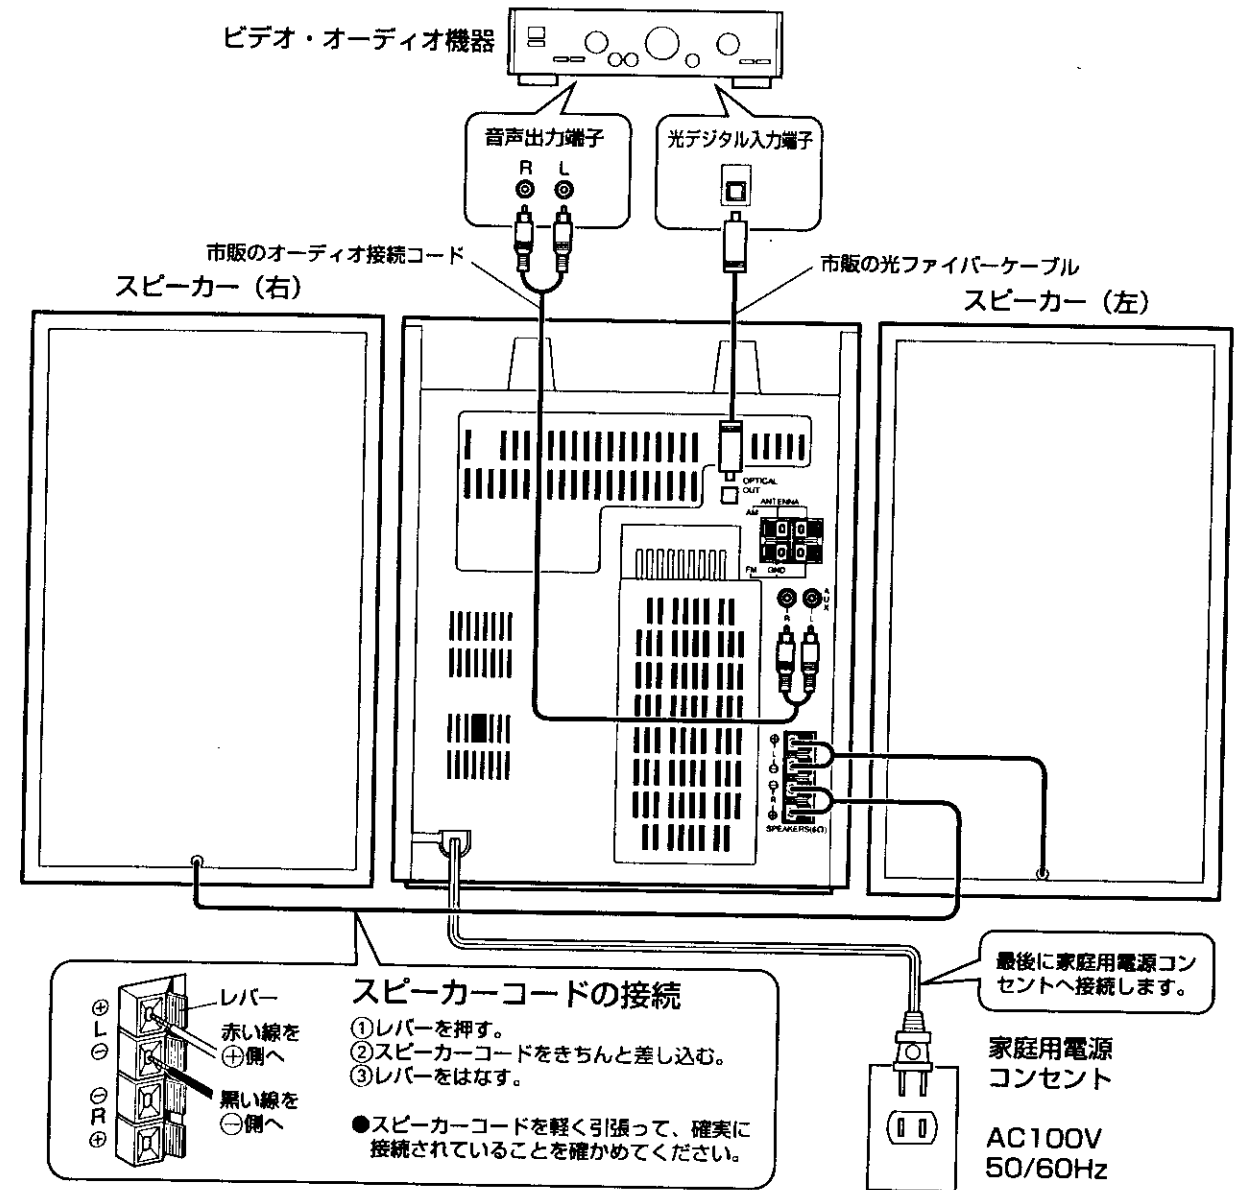 ビデオ・オーディオ機器
音声出力端子
R L
光デジタル入力端子
市販のオーディオ接続コード
市販の光ファイバーケーブル
スピーカー（右）
スピーカー（左）
OPTICAL
OUT
ANTENNA
AM
FM GND
AUX
R L
⊕
L
⊖
⊖
R
⊕
SPEAKERS(6Ω)
最後に家庭用電源コン
セントへ接続します。
家庭用電源
コンセント
AC100V
50/60Hz
スピーカーコードの接続
①レバーを押す。
②スピーカーコードをきちんと差し込む。
③レバーをはなす。
●スピーカーコードを軽く引張って、確実に
接続されていることを確かめてください。
レバー
赤い線を
⊕側へ
黒い線を
⊖側へ
⊕
L
⊖
⊖
R
⊕